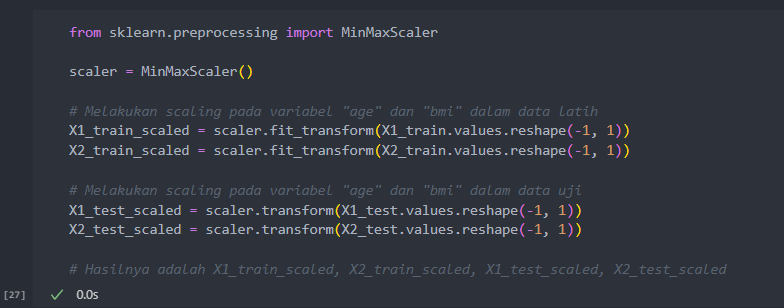 from sklearn.preprocessing import MinMaxScaler
scaler = MinMaxScaler()
# Melakukan scaling pada variabel "age" dan "bmi" dalam data latih
X1_train_scaled = scaler.fit_transform(X1_train.values.reshape(-1, 1))
X2_train_scaled = scaler.fit_transform(X2_train.values.reshape(-1, 1))
# Melakukan scaling pada variabel "age" dan "bmi" dalam data uji
X1_test_scaled = scaler.transform(X1_test.values.reshape(-1, 1))
X2_test_scaled = scaler.transform(X2_test.values.reshape(-1, 1))
# Hasilnya adalah X1_train_scaled, X2_train_scaled, X1_test_scaled, X2_test_scaled
[27] ✓ 0.0s